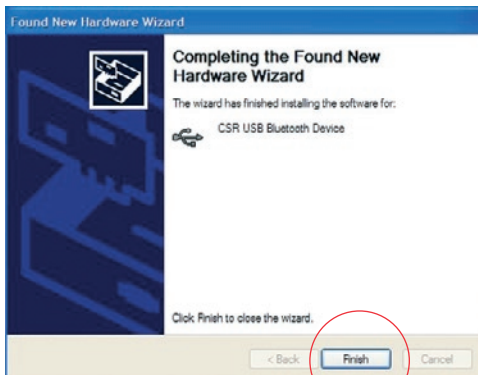 Found New Hardware Wizard
Completing the Found New
Hardware Wizard
The wizard has finished installing the software for:
CSR USB Bluetooth Device
Click Finish to close the wizard.
< Back
Finish
Cancel